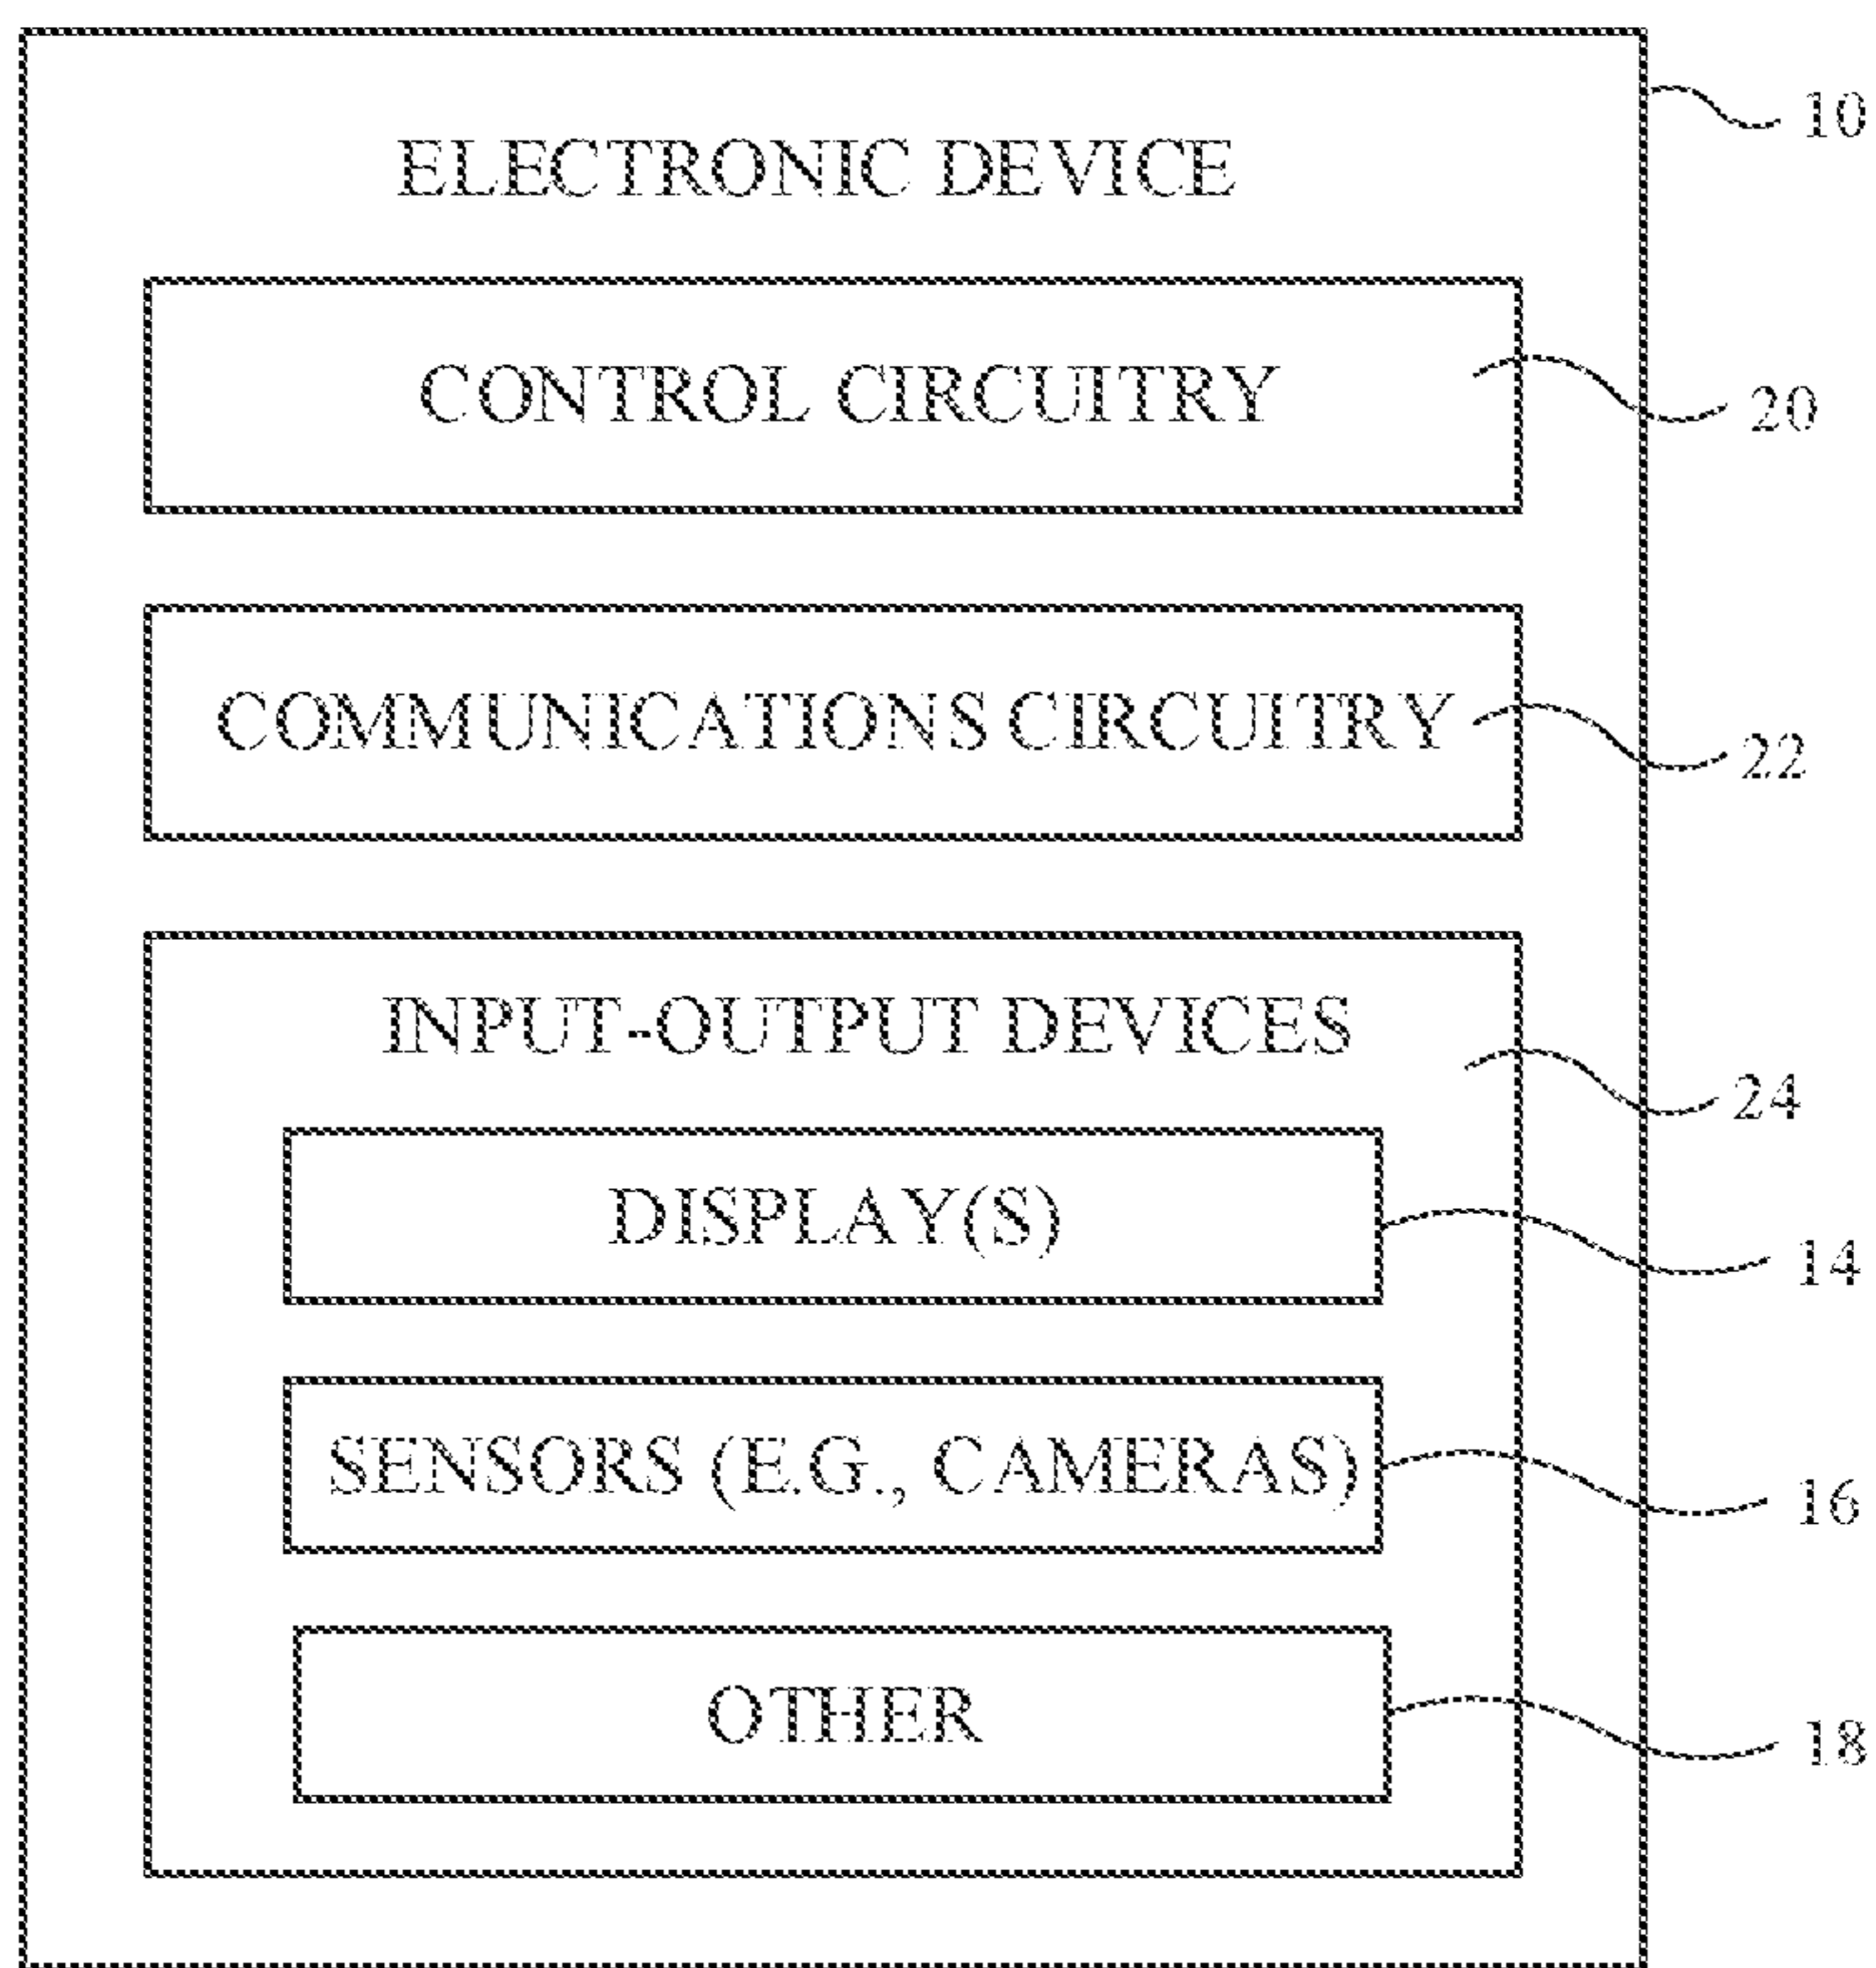 10
ELECTRONIC DEVICE
CONTROL CIRCUITRY
20
COMMUNICATIONS CIRCUITRY
22
INPUT-OUTPUT DEVICES
24
DISPLAY(S)
14
SENSORS (E.G., CAMERAS)
16
OTHER
18